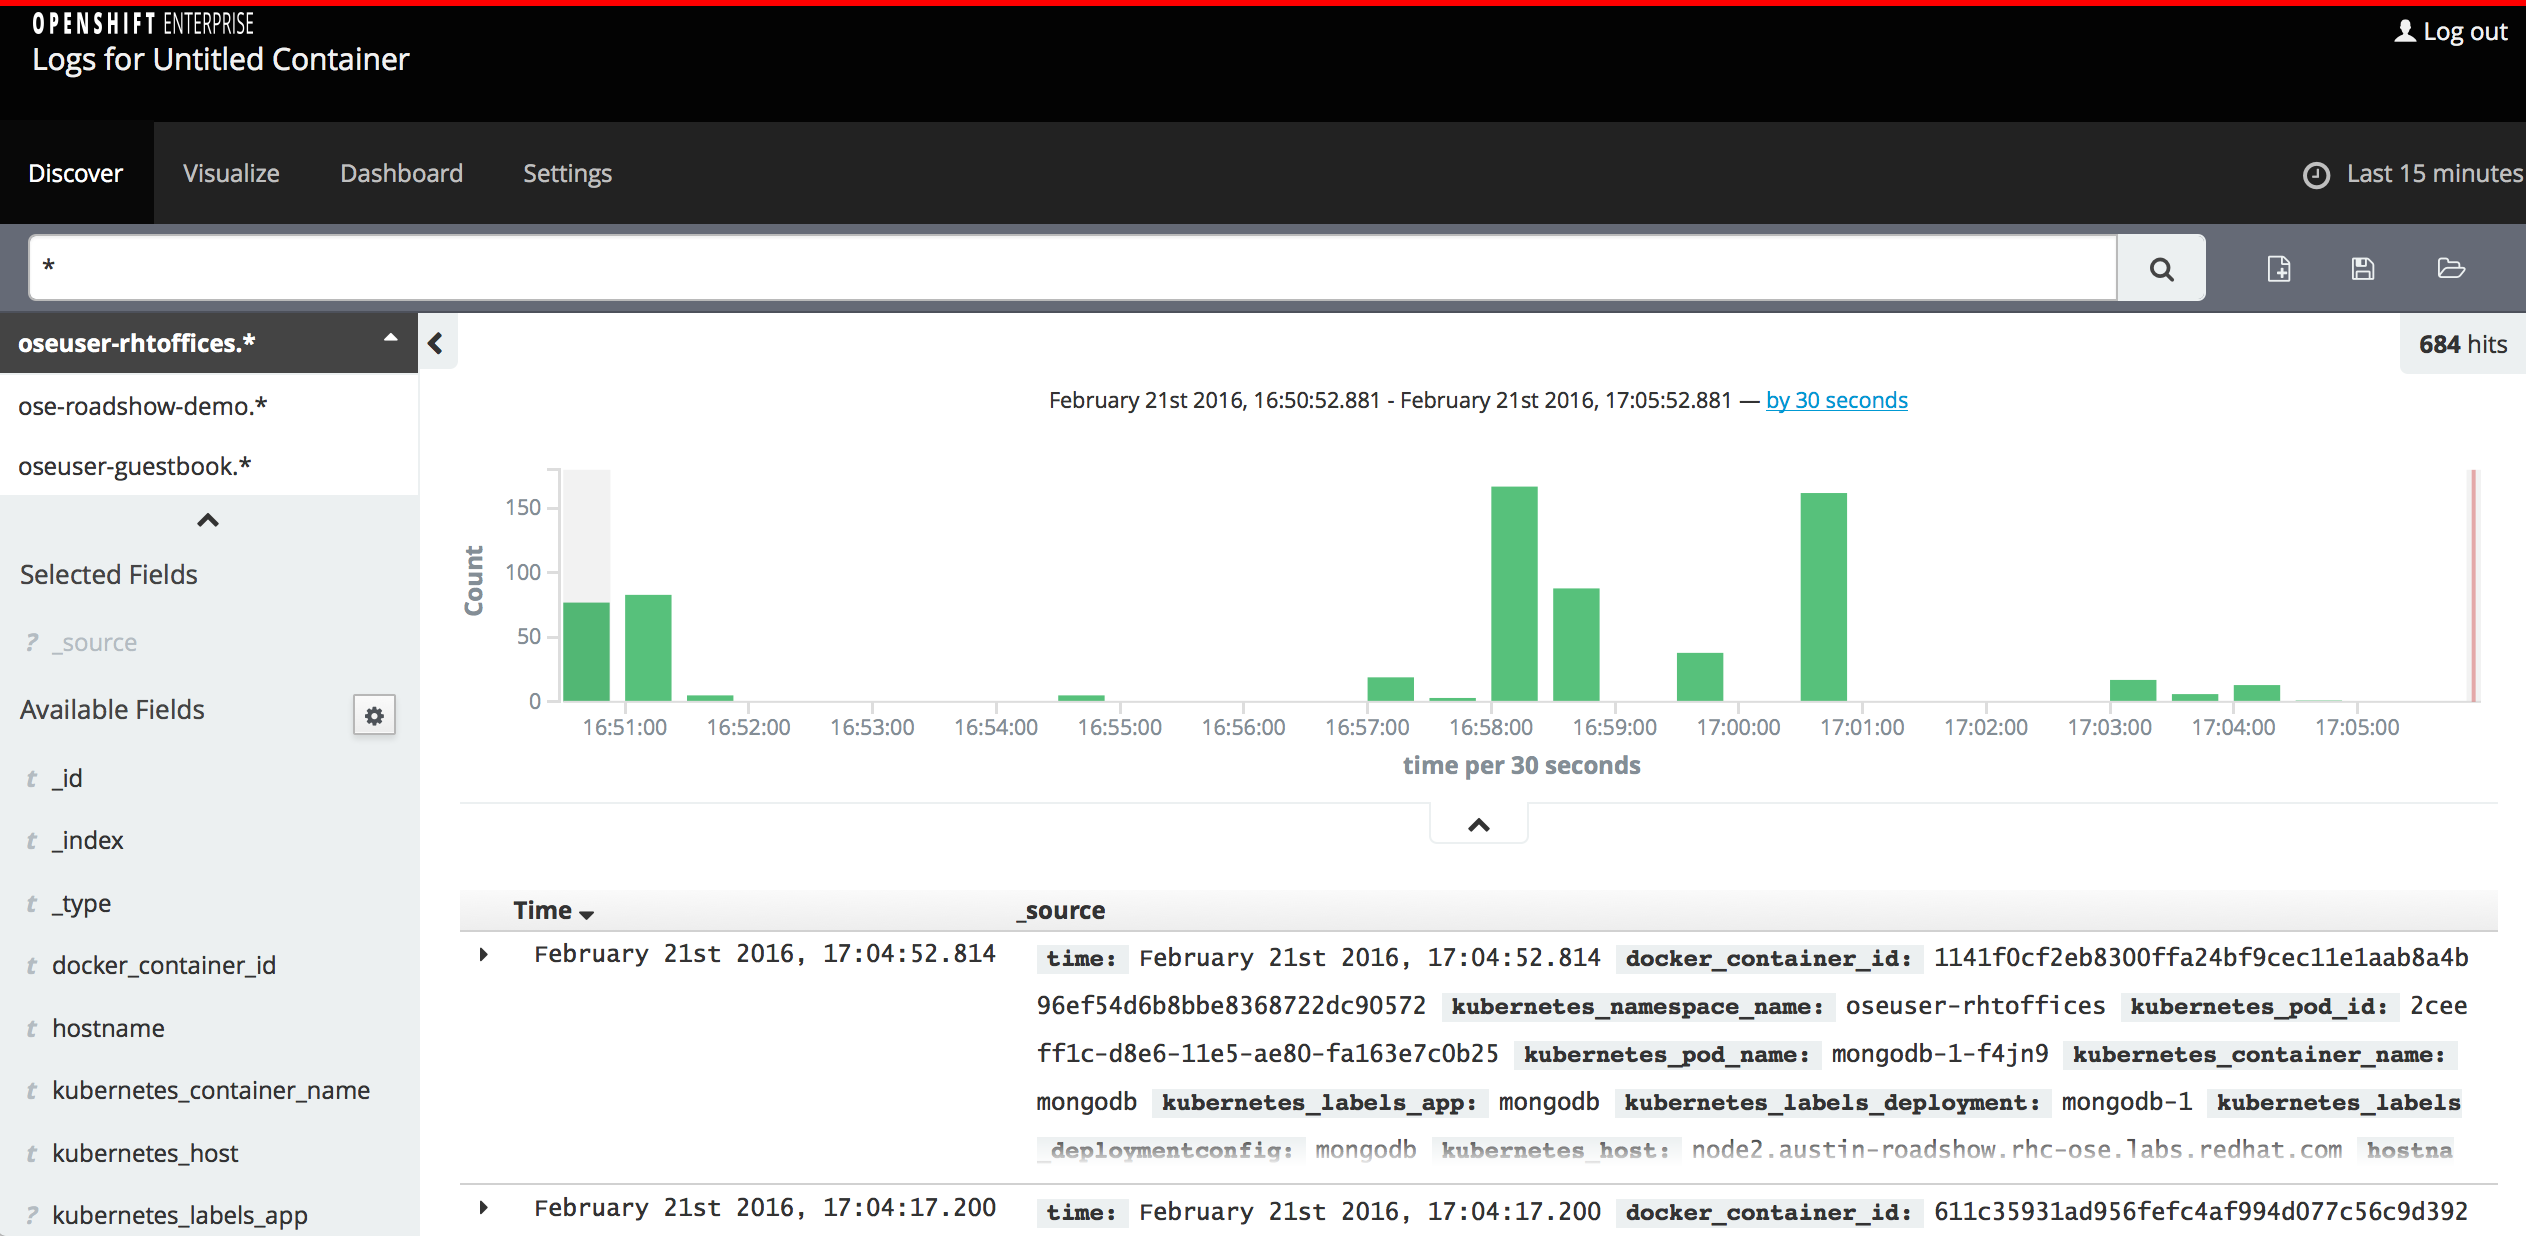 OPENSHIFT ENTERPRISE
Logs for Untitled Container
Log out
Discover Visualize Dashboard Settings Last 15 minutes
*
oseuser-rhtoffices.*
ose-roadshow-demo.*
oseuser-guestbook.*
Selected Fields
? _source
Available Fields
t _id
t _index
t _type
t docker_container_id
t hostname
t kubernetes_container_name
t kubernetes_host
? kubernetes_labels_app
684 hits
February 21st 2016, 16:50:52.881 - February 21st 2016, 17:05:52.881 — by 30 seconds
Count
150
100
50
0
16:51:00 16:52:00 16:53:00 16:54:00 16:55:00 16:56:00 16:57:00 16:58:00 16:59:00 17:00:00 17:01:00 17:02:00 17:03:00 17:04:00 17:05:00
time per 30 seconds
Time _source
February 21st 2016, 17:04:52.814 time: February 21st 2016, 17:04:52.814 docker_container_id: 1141f0cf2eb8300ffa24bf9cec11e1aab8a4b
96ef54d6b8bbe8368722dc90572 kubernetes_namespace_name: oseuser-rhtoffices kubernetes_pod_id: 2cee
ff1c-d8e6-11e5-ae80-fa163e7c0b25 kubernetes_pod_name: mongodb-1-f4jn9 kubernetes_container_name:
mongodb kubernetes_labels_app: mongodb kubernetes_labels_deployment: mongodb-1 kubernetes_labels
_deploymentconfig: mongodb kubernetes_host: node2.austin-roadshow.rhc-ose.labs.redhat.com hostna
February 21st 2016, 17:04:17.200 time: February 21st 2016, 17:04:17.200 docker_container_id: 611c35931ad956fefc4af994d077c56c9d392